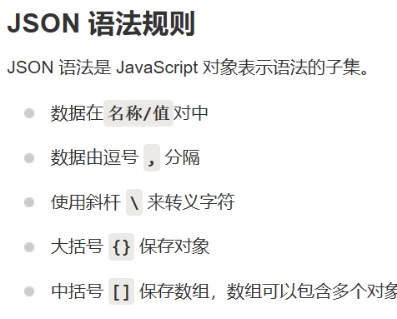 JSON 语法规则
JSON 语法是 JavaScript 对象表示语法的子集。
数据在名称/值对中
数据由逗号 , 分隔
使用斜杆 \ 来转义字符
大括号 {} 保存对象
中括号 [] 保存数组，数组可以包含多个对象